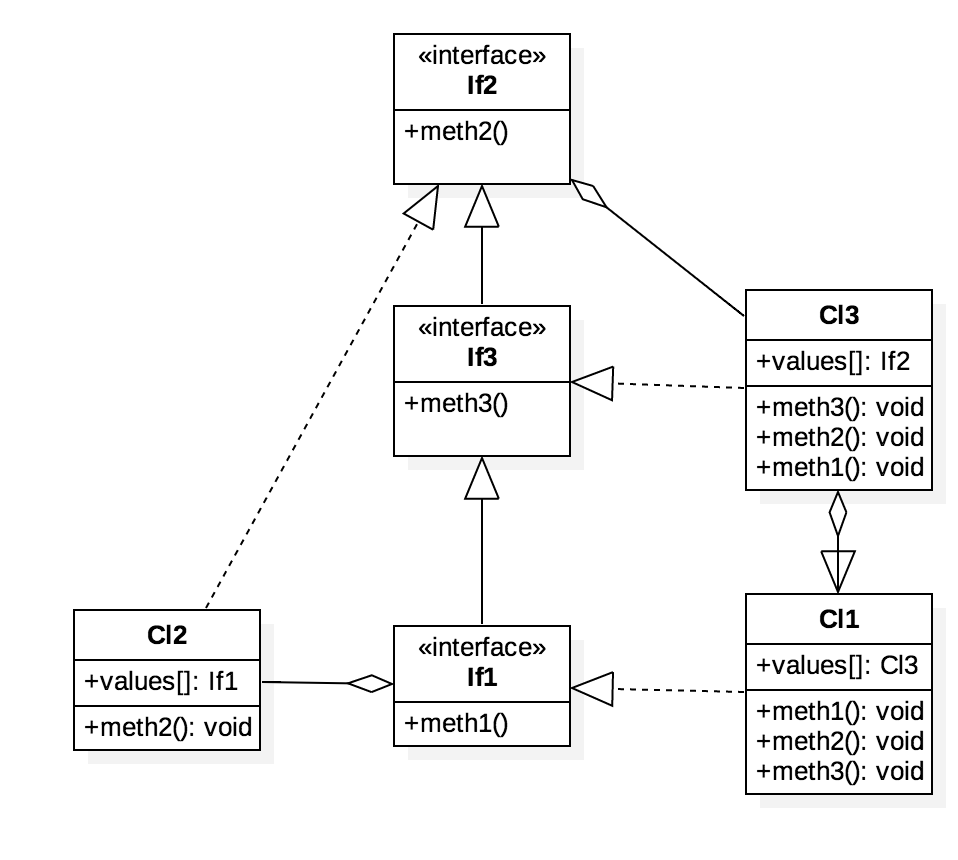 «interface»
If2
+meth2()
«interface»
If3
+meth3()
Cl3
+values[]: If2
+meth3(): void
+meth2(): void
+meth1(): void
Cl2
+values[]: If1
+meth2(): void
«interface»
If1
+meth1()
Cl1
+values[]: Cl3
+meth1(): void
+meth2(): void
+meth3(): void